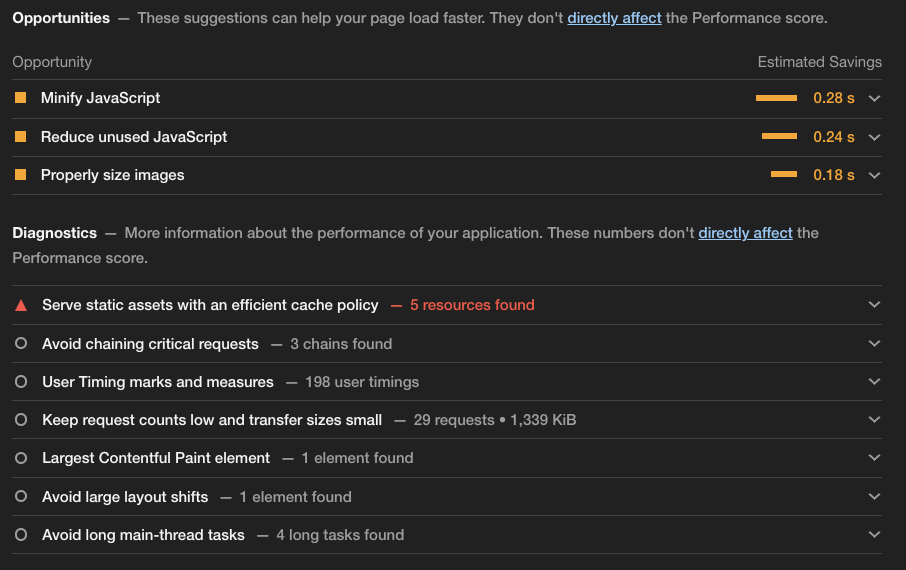 Opportunities — These suggestions can help your page load faster. They don't directly affect the Performance score.
Opportunity Estimated Savings
Minify JavaScript 0.28 s
Reduce unused JavaScript 0.24 s
Properly size images 0.18 s
Diagnostics — More information about the performance of your application. These numbers don't directly affect the
Performance score.
Serve static assets with an efficient cache policy — 5 resources found
Avoid chaining critical requests — 3 chains found
User Timing marks and measures — 198 user timings
Keep request counts low and transfer sizes small — 29 requests • 1,339 KiB
Largest Contentful Paint element — 1 element found
Avoid large layout shifts — 1 element found
Avoid long main-thread tasks — 4 long tasks found